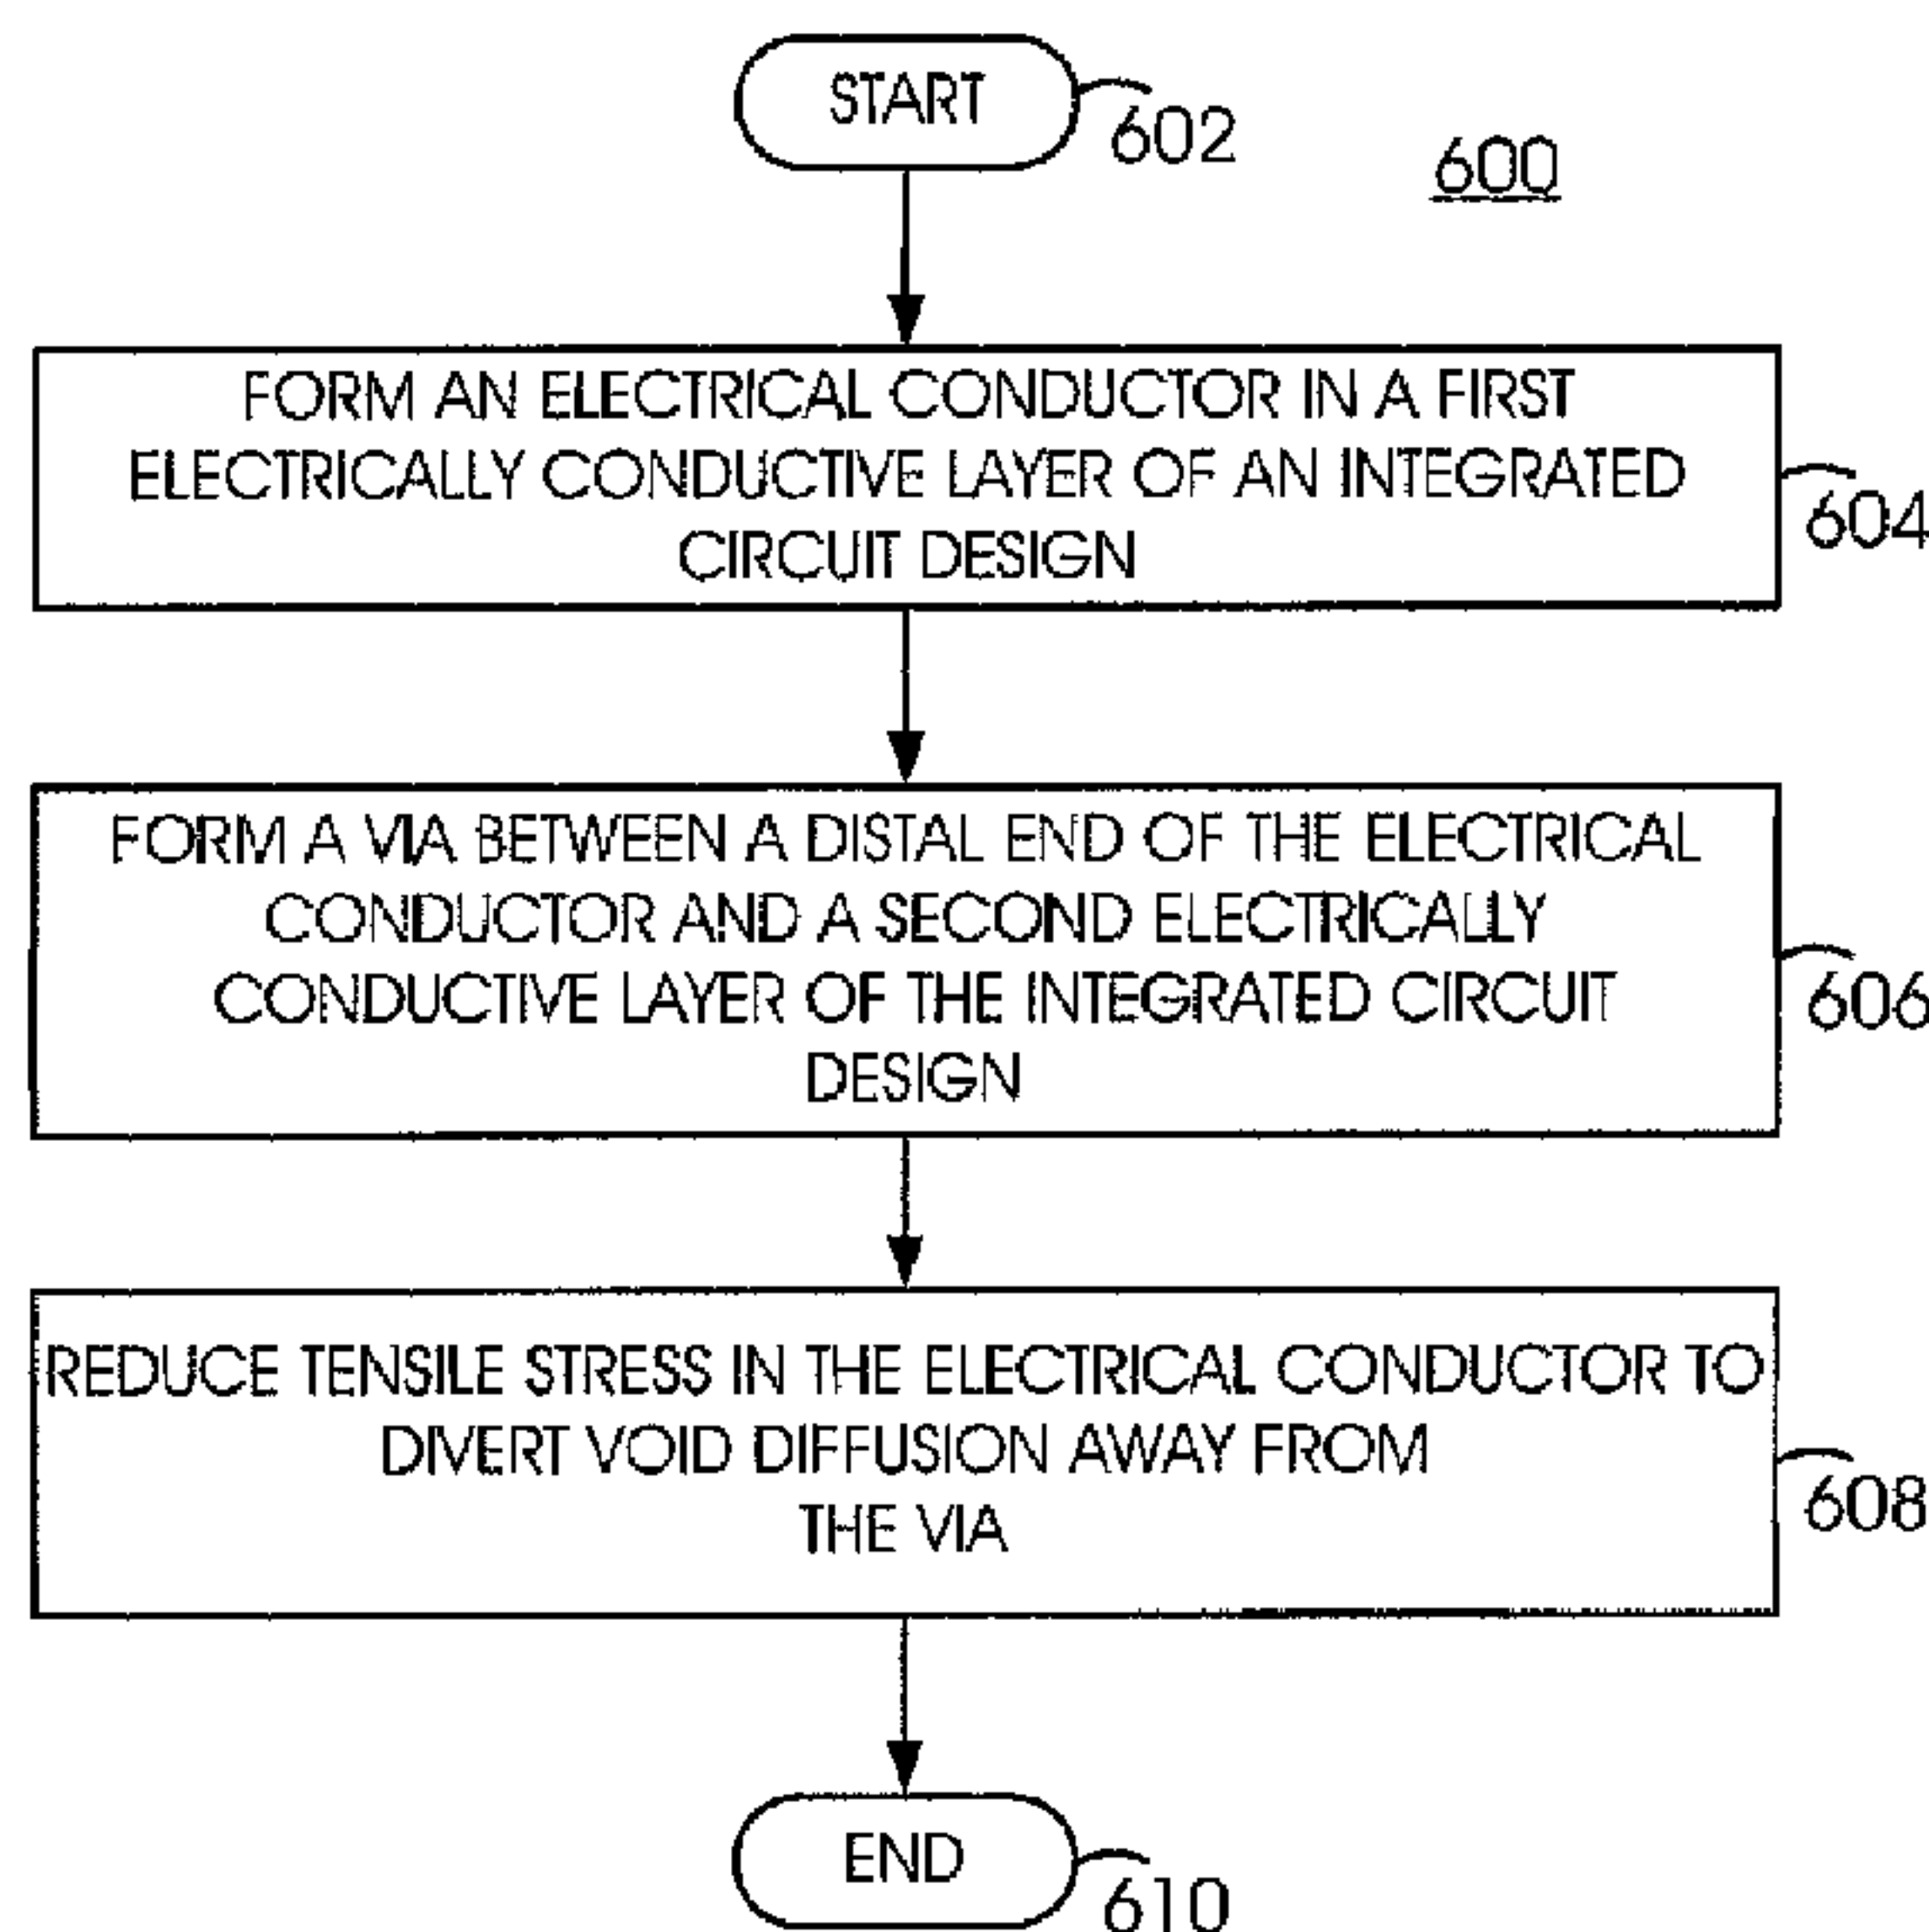 START
602
600
FORM AN ELECTRICAL CONDUCTOR IN A FIRST
ELECTRICALLY CONDUCTIVE LAYER OF AN INTEGRATED
CIRCUIT DESIGN
604
FORM A VIA BETWEEN A DISTAL END OF THE ELECTRICAL
CONDUCTOR AND A SECOND ELECTRICALLY
CONDUCTIVE LAYER OF THE INTEGRATED CIRCUIT
DESIGN
606
REDUCE TENSILE STRESS IN THE ELECTRICAL CONDUCTOR TO
DIVERT VOID DIFFUSION AWAY FROM
THE VIA
608
END
610